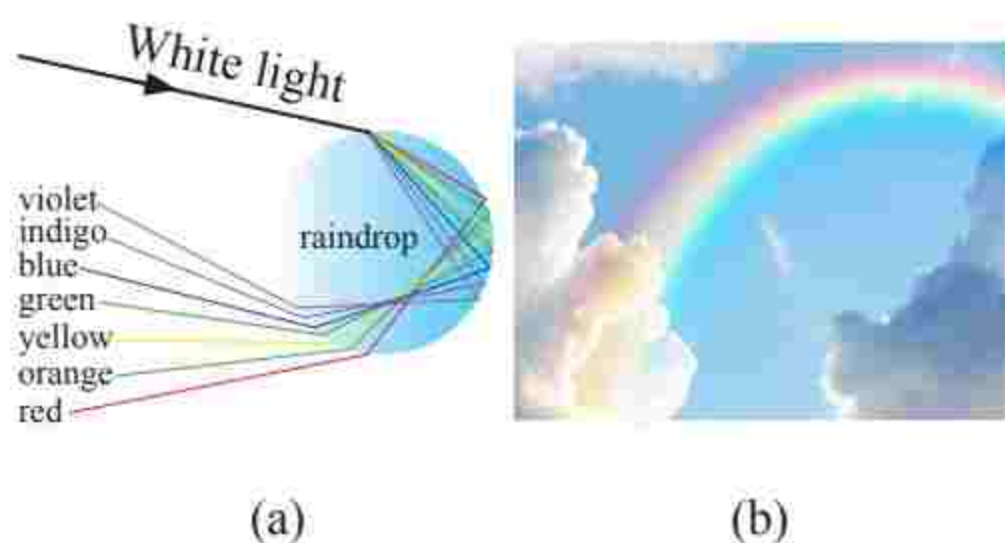 White light
raindrop
violet
indigo
blue
green
yellow
orange
red
(a)
(b)